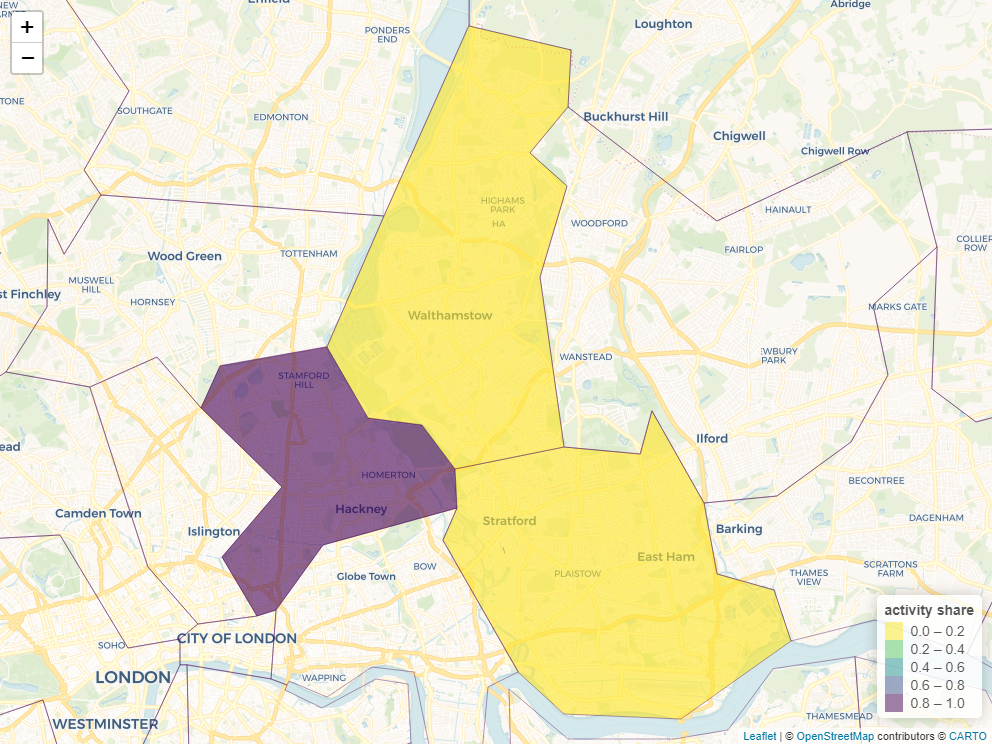 +
−
Enfield
NEW
Abridge
Loughton
PONDERS
END
TONE
SOUTHGATE
EDMONTON
Buckhurst Hill
Chigwell
Chigwell Row
HIGHAMS
PARK
HA
HAINAULT
WOODFORD
COLLIER
ROW
FAIRLOP
Wood Green
TOTTENHAM
MUSWELL
HILL
st Finchley
HORNSEY
MARKS GATE
Walthamstow
WANSTEAD
EWBURY
PARK
STAMFORD
HILL
ead
Ilford
HOMERTON
BECONTREE
Camden Town
Hackney
Islington
Stratford
Barking
DAGENHAM
East Ham
BOW
Globe Town
PLAISTOW
THAMES
VIEW
SCRATTONS
FARM
SOHO
CITY OF LONDON
LONDON
WAPPING
WESTMINSTER
THAMESMEAD
activity share
0.0 – 0.2
0.2 – 0.4
0.4 – 0.6
0.6 – 0.8
0.8 – 1.0
Leaflet | © OpenStreetMap contributors © CARTO